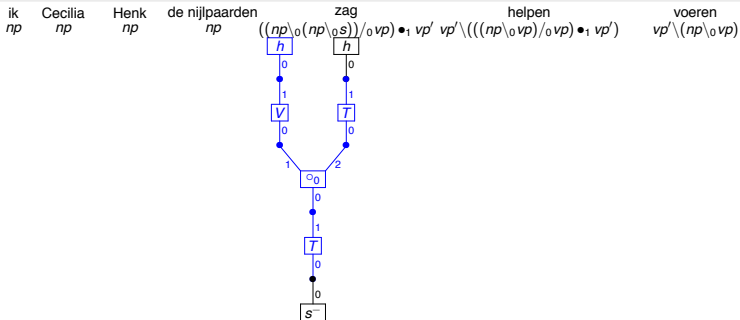 ik Cecilia Henk de nijlpaarden zag helpen voeren
np np np np ((np\₀(np\₀s))/₀vp) •₁ vp′ vp′\(((np\₀vp)/₀vp) •₁ vp′) vp′\(np\₀vp)
h h
0 0
1 1
V T
0 0
1 2
○₀
0
1
T
0
0
s⁻